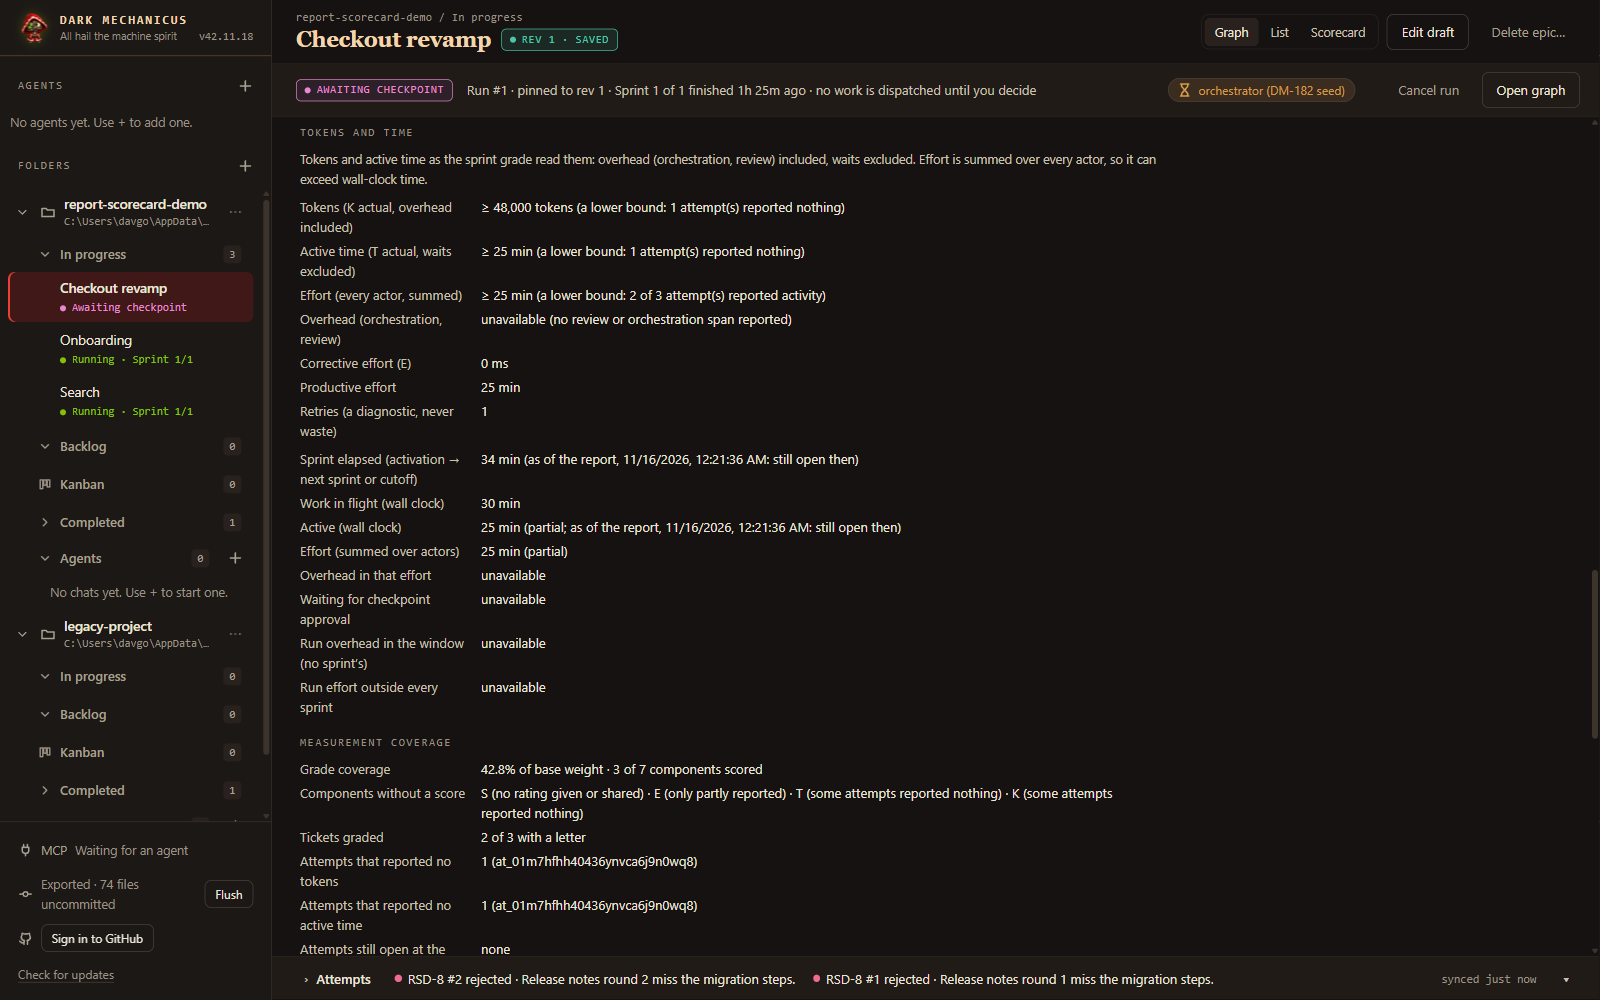 DARK MECHANICUS
All hail the machine spirit v42.11.18
AGENTS
No agents yet. Use + to add one.
FOLDERS
report-scorecard-demo
C:\Users\davgo\AppData\…
In progress 3
Checkout revamp
Awaiting checkpoint
Onboarding
Running · Sprint 1/1
Search
Running · Sprint 1/1
Backlog 0
Kanban 0
Completed 1
Agents 0
No chats yet. Use + to start one.
legacy-project
C:\Users\davgo\AppData\…
In progress 0
Backlog 0
Kanban 0
Completed 1
MCP Waiting for an agent
Exported · 74 files
uncommitted
Flush
Sign in to GitHub
Check for updates
report-scorecard-demo / In progress
Checkout revamp
REV 1 · SAVED
Graph List Scorecard
Edit draft
Delete epic…
AWAITING CHECKPOINT
Run #1 · pinned to rev 1 · Sprint 1 of 1 finished 1h 25m ago · no work is dispatched until you decide
orchestrator (DM-182 seed)
Cancel run
Open graph
TOKENS AND TIME
Tokens and active time as the sprint grade read them: overhead (orchestration, review) included, waits excluded. Effort is summed over every actor, so it can
exceed wall-clock time.
Tokens (K actual, overhead ≥ 48,000 tokens (a lower bound: 1 attempt(s) reported nothing)
included)
Active time (T actual, waits ≥ 25 min (a lower bound: 1 attempt(s) reported nothing)
excluded)
Effort (every actor, summed) ≥ 25 min (a lower bound: 2 of 3 attempt(s) reported activity)
Overhead (orchestration, unavailable (no review or orchestration span reported)
review)
Corrective effort (E) 0 ms
Productive effort 25 min
Retries (a diagnostic, never 1
waste)
Sprint elapsed (activation → 34 min (as of the report, 11/16/2026, 12:21:36 AM: still open then)
next sprint or cutoff)
Work in flight (wall clock) 30 min
Active (wall clock) 25 min (partial; as of the report, 11/16/2026, 12:21:36 AM: still open then)
Effort (summed over actors) 25 min (partial)
Overhead in that effort unavailable
Waiting for checkpoint unavailable
approval
Run overhead in the window unavailable
(no sprint's)
Run effort outside every unavailable
sprint
MEASUREMENT COVERAGE
Grade coverage 42.8% of base weight · 3 of 7 components scored
Components without a score S (no rating given or shared) · E (only partly reported) · T (some attempts reported nothing) · K (some attempts
reported nothing)
Tickets graded 2 of 3 with a letter
Attempts that reported no 1 (at_01m7hfhh40436ynvca6j9n0wq8)
tokens
Attempts that reported no 1 (at_01m7hfhh40436ynvca6j9n0wq8)
active time
Attempts still open at the none
Attempts RSD-8 #2 rejected · Release notes round 2 miss the migration steps. RSD-8 #1 rejected · Release notes round 1 miss the migration steps. synced just now